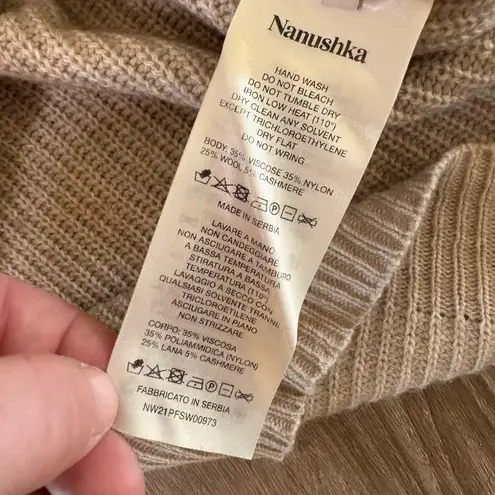 Nanushka
HAND WASH
DO NOT BLEACH
DO NOT TUMBLE DRY
IRON LOW HEAT (110°)
DRY CLEAN ANY SOLVENT
EXCEPT TRICHLOROETHYLENE
DRY FLAT
DO NOT WRING
BODY: 35% VISCOSE 35% NYLON
25% WOOL 5% CASHMERE
MADE IN SERBIA
LAVARE A MANO
NON CANDEGGIARE
NON ASCIUGARE A TAMBURO
A BASSA TEMPERATURA
STIRATURA A BASSA
TEMPERATURA (110°)
LAVAGGIO A SECCO CON
QUALSIASI SOLVENTE TRANNE
TRICLOROETILENE
ASCIUGARE IN PIANO
NON STRIZZARE
CORPO: 35% VISCOSA
35% POLIAMMIDICA (NYLON)
25% LANA 5% CASHMERE
FABBRICATO IN SERBIA
NW21PFSW00973